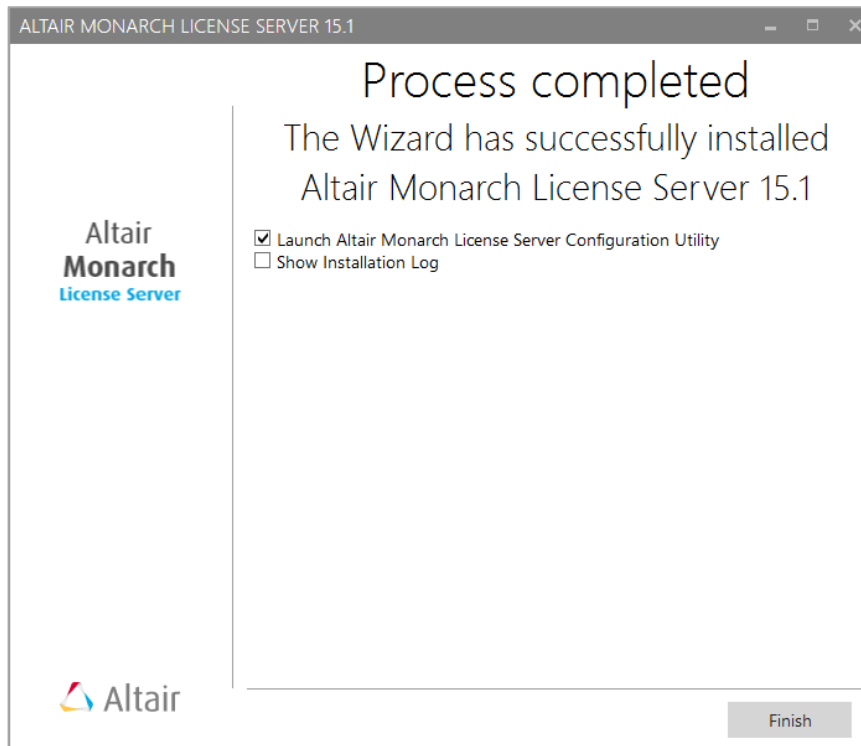 ALTAIR MONARCH LICENSE SERVER 15.1
Process completed
The Wizard has successfully installed
Altair Monarch License Server 15.1
Altair
Monarch
License Server
Launch Altair Monarch License Server Configuration Utility
Show Installation Log
Altair
Finish